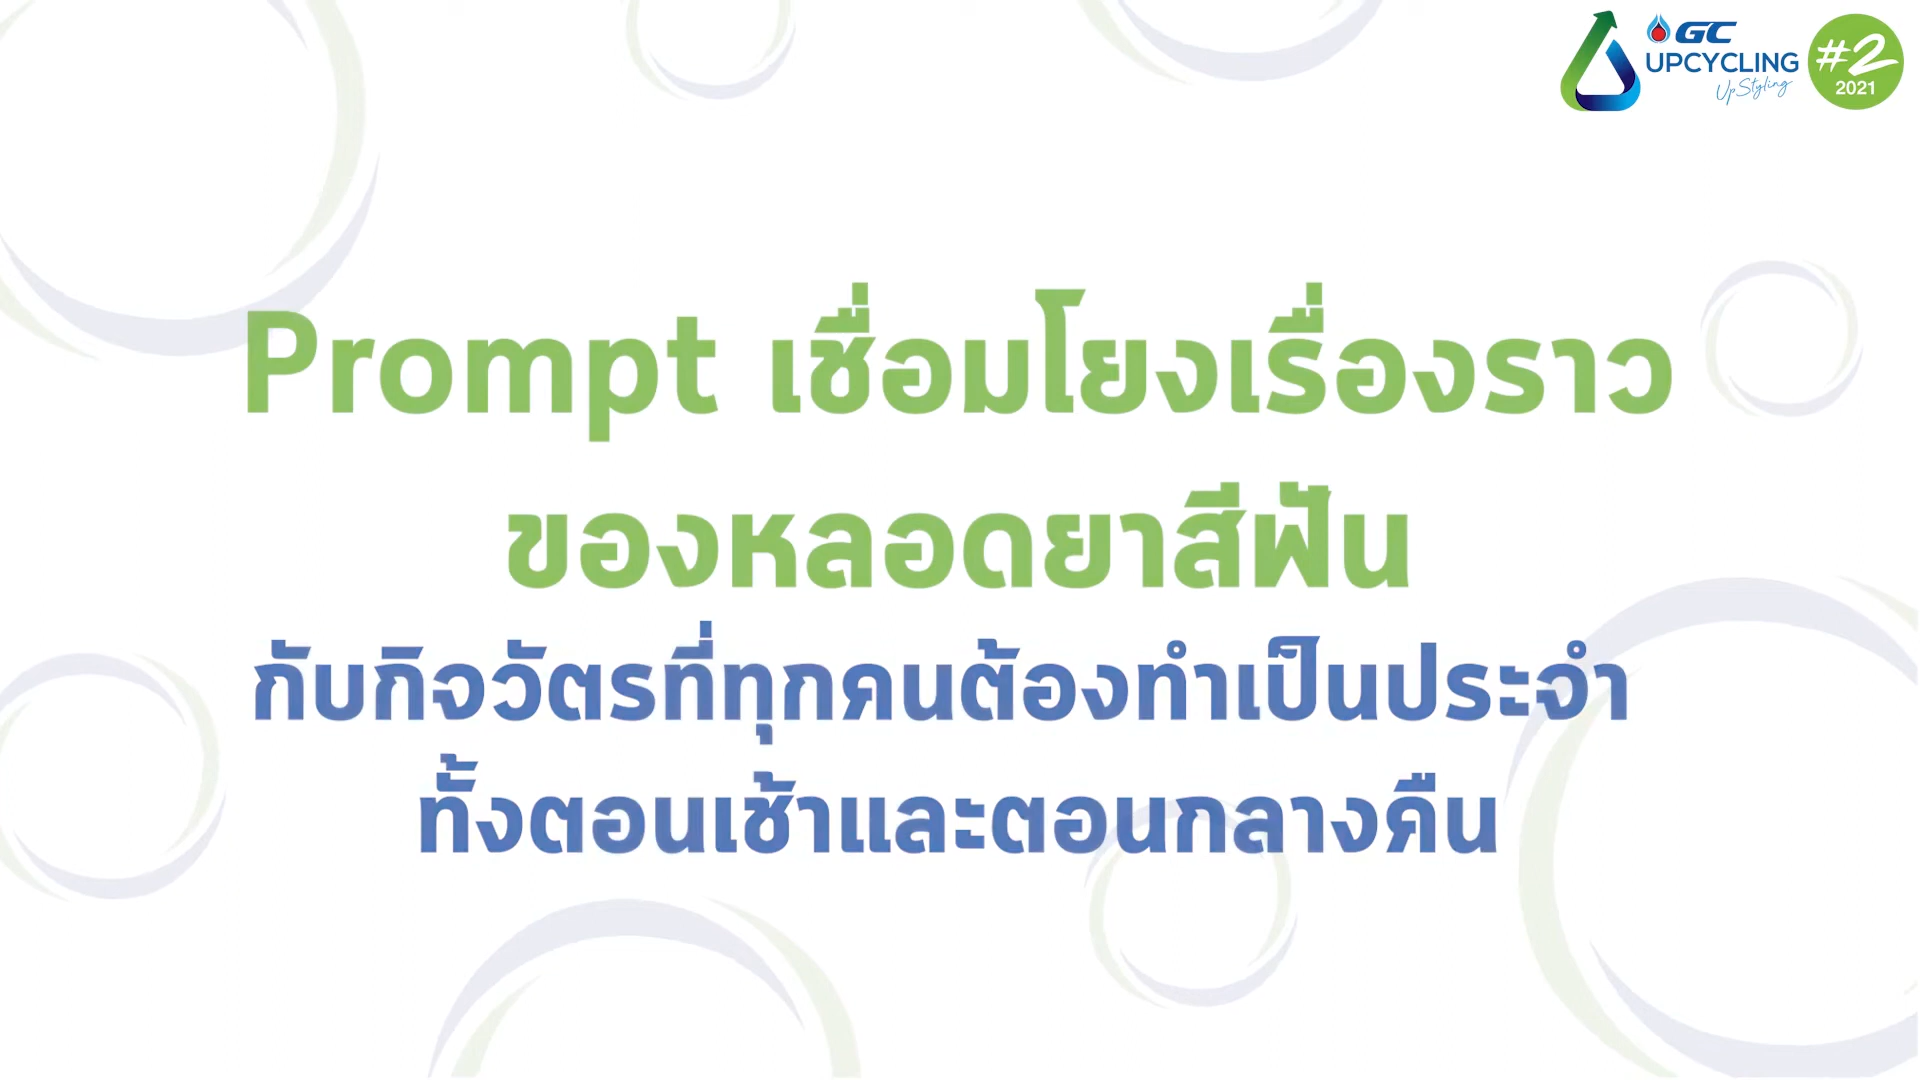 GC
UPCYCLING
UpStyling
#2
2021
Prompt เชื่อมโยงเรื่องราว
ของหลอดยาสีฟัน
กับกิจวัตรที่ทุกคนต้องทำเป็นประจำ
ทั้งตอนเช้าและตอนกลางคืน